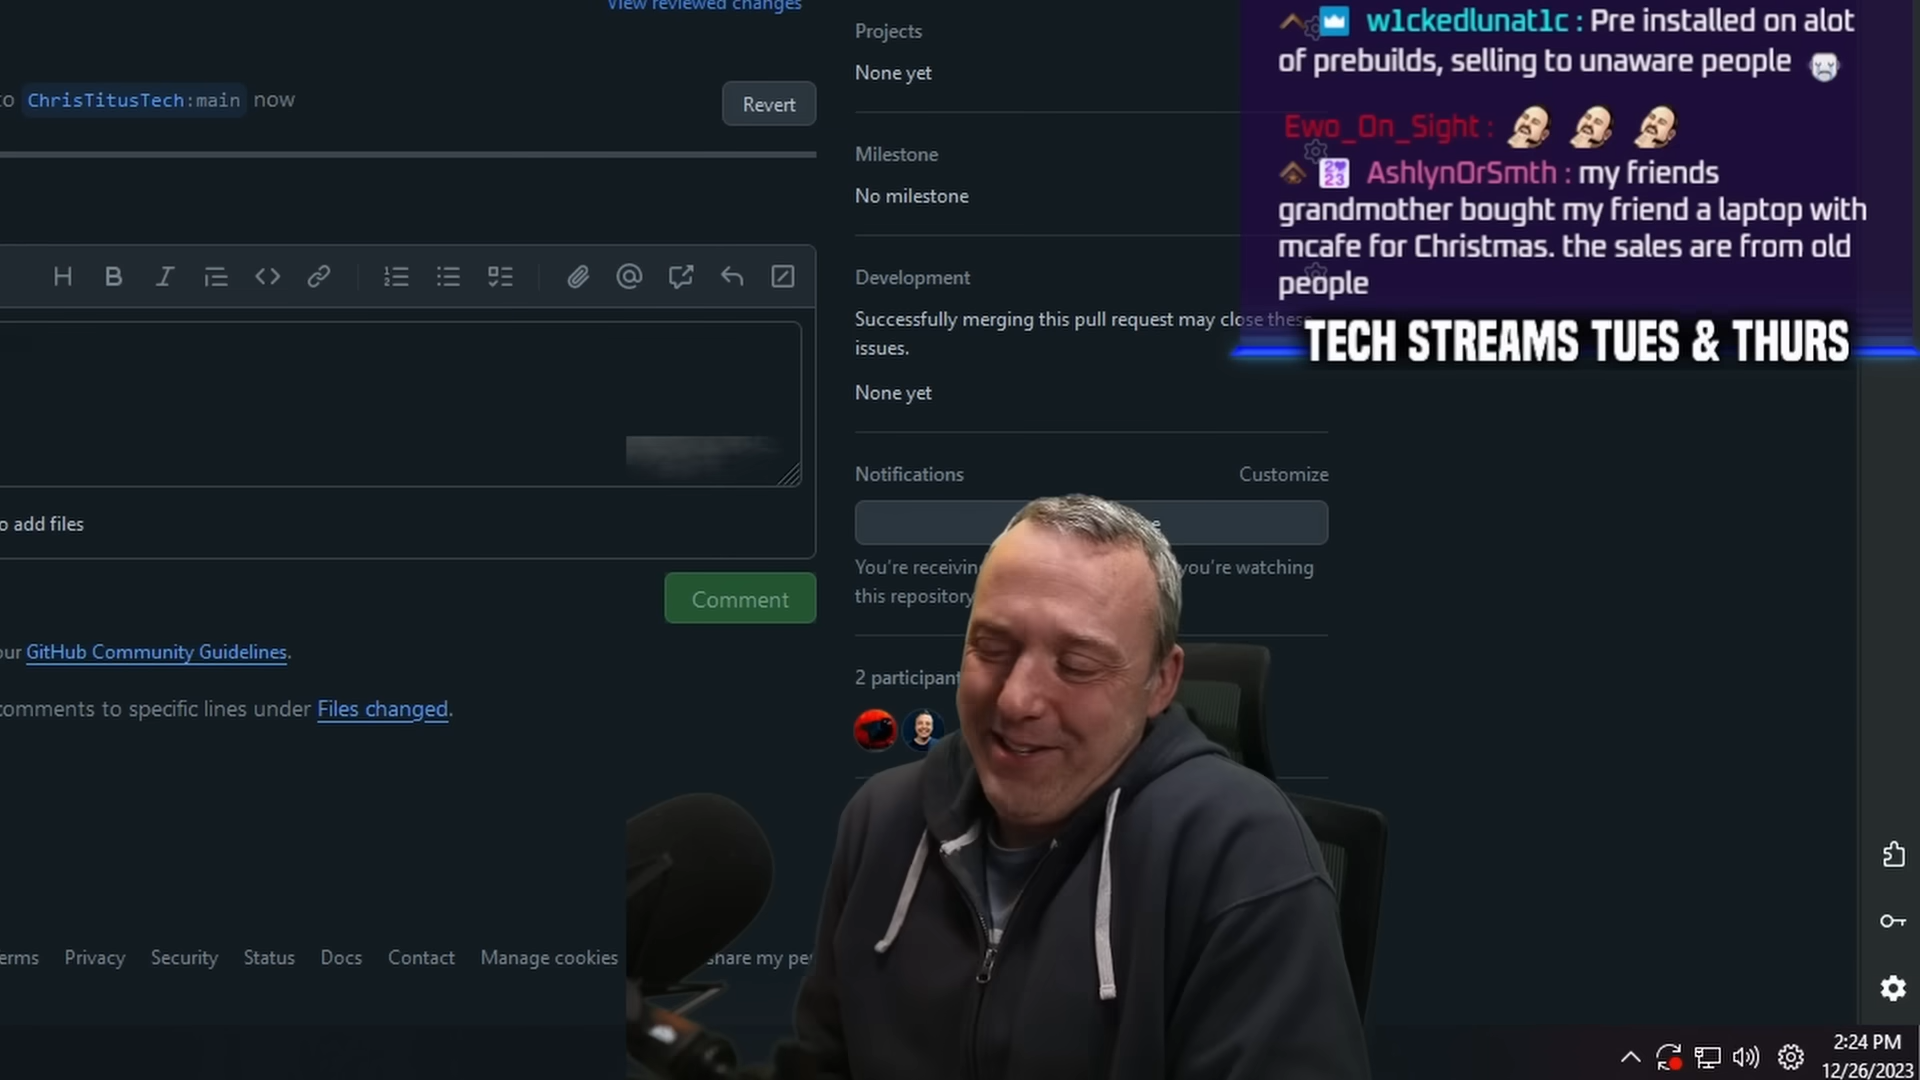 View reviewed changes
Projects
None yet
to ChrisTitusTech:main now
Revert
Milestone
No milestone
Development
Successfully merging this pull request may close these
issues.
None yet
Notifications
Customize
You're receiving
you're watching
this repository
o add files
Comment
our GitHub Community Guidelines.
2 participant
comments to specific lines under Files changed.
erms
Privacy
Security
Status
Docs
Contact
Manage cookies
share my pe
w1ckedlunat1c : Pre installed on alot
of prebuilds, selling to unaware people
Ewo_On_Sight :
AshlynOrSmth : my friends
grandmother bought my friend a laptop with
mcafe for Christmas. the sales are from old
people
TECH STREAMS TUES & THURS
2:24 PM
12/26/2023